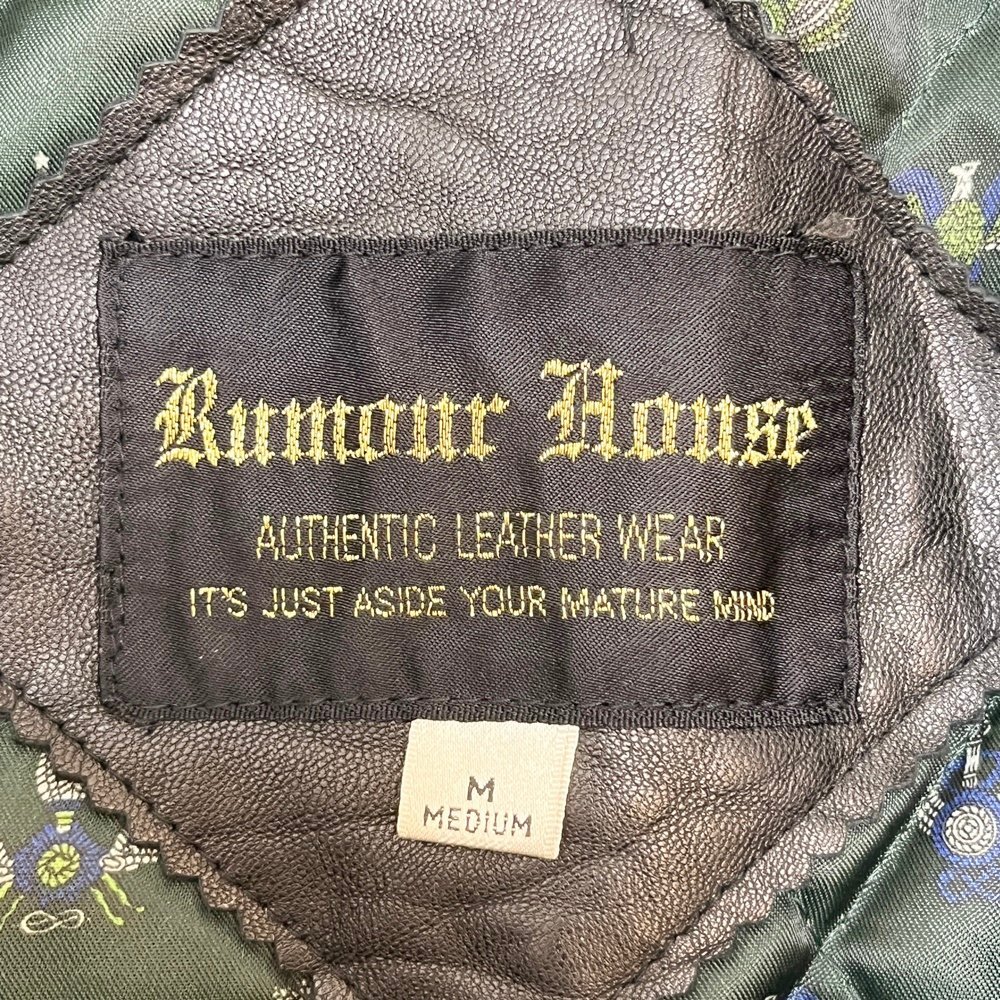 Rumour House
AUTHENTIC LEATHER WEAR
IT'S JUST ASIDE YOUR MATURE MIND
M
MEDIUM